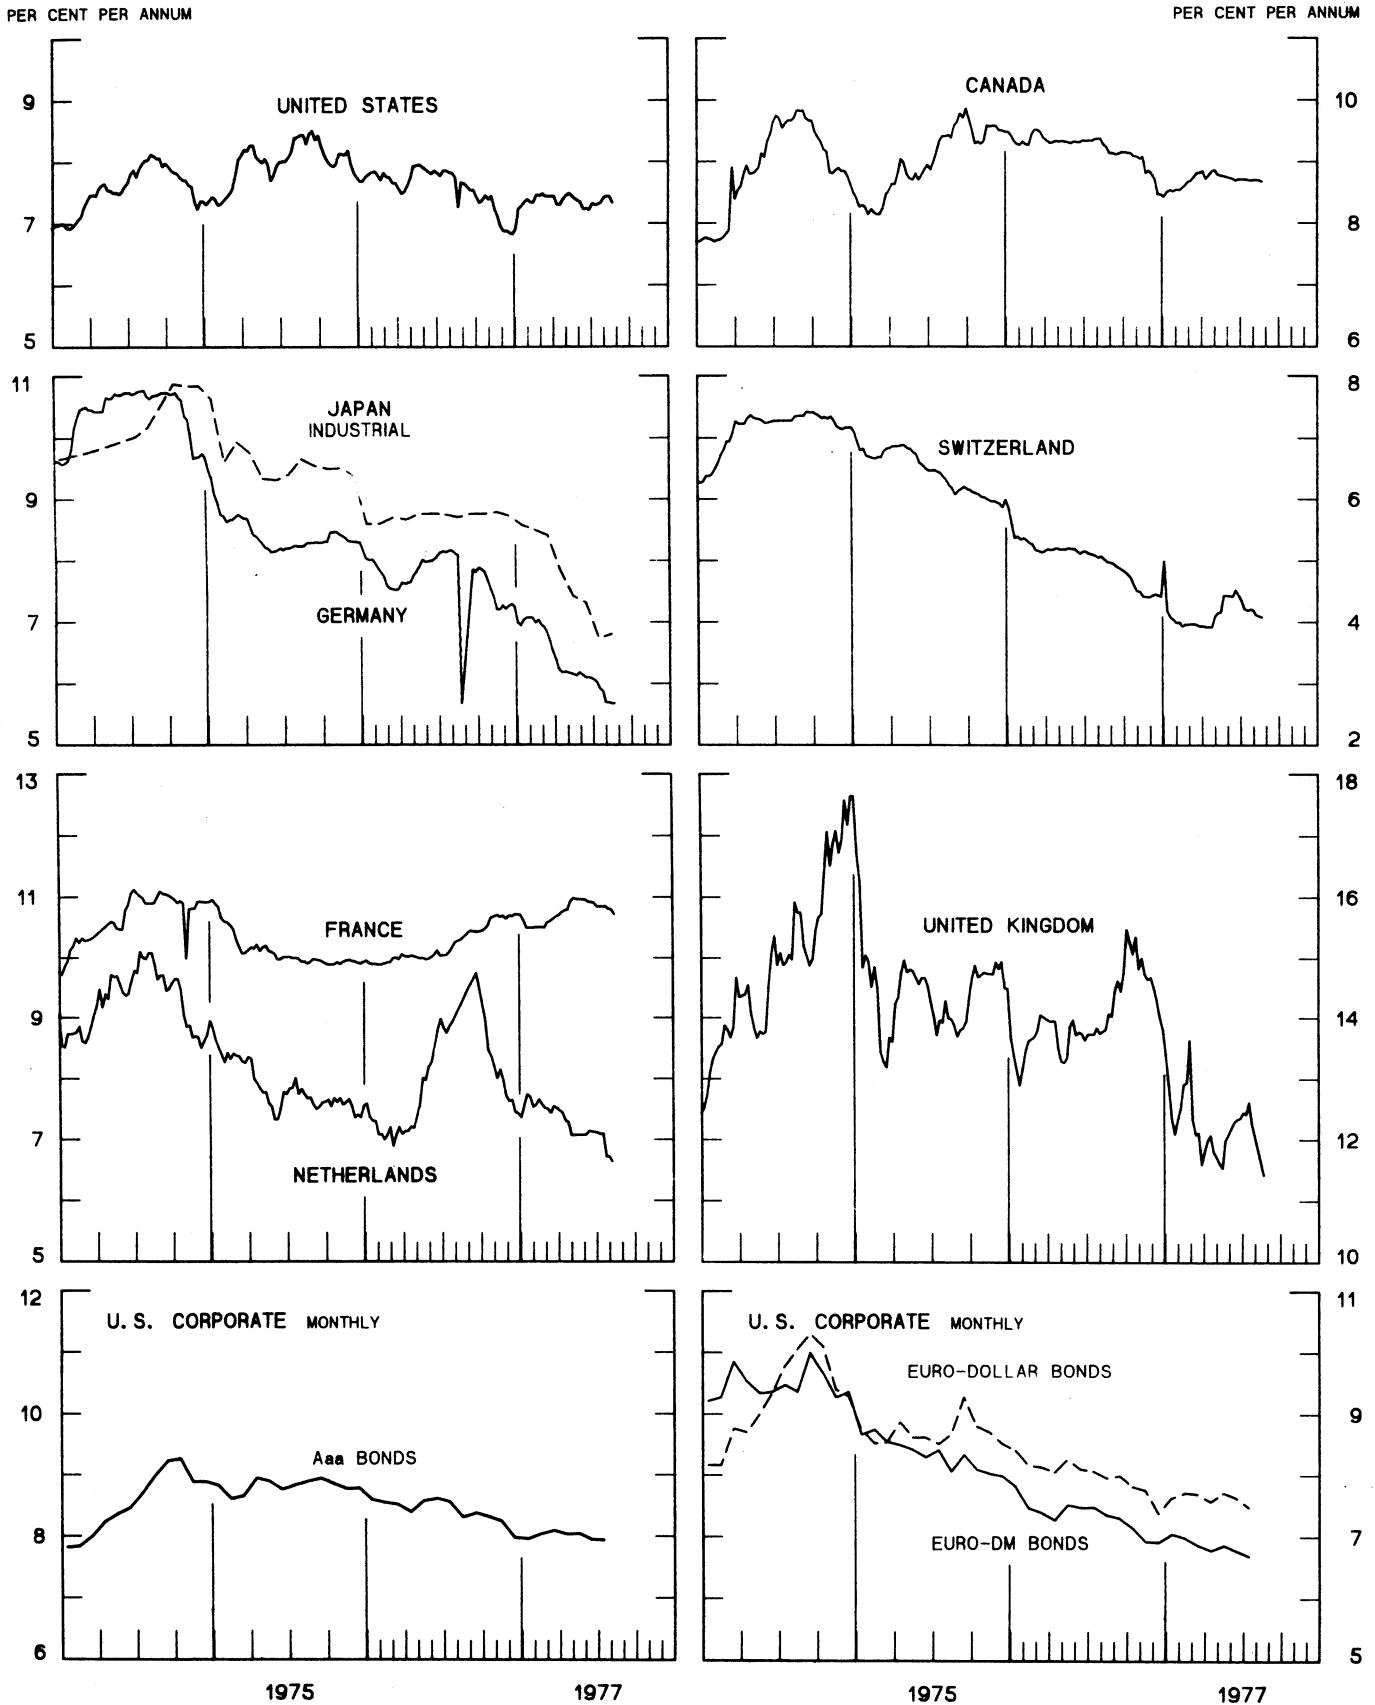 PER CENT PER ANNUM
PER CENT PER ANNUM
9
7
5
UNITED STATES
10
8
6
CANADA
11
9
7
5
JAPAN
INDUSTRIAL
GERMANY
8
6
4
2
SWITZERLAND
13
11
9
7
5
FRANCE
NETHERLANDS
18
16
14
12
10
UNITED KINGDOM
12
10
8
6
U.S. CORPORATE MONTHLY
Aaa BONDS
1975
1977
11
9
7
5
U.S. CORPORATE MONTHLY
EURO-DOLLAR BONDS
EURO-DM BONDS
1975
1977